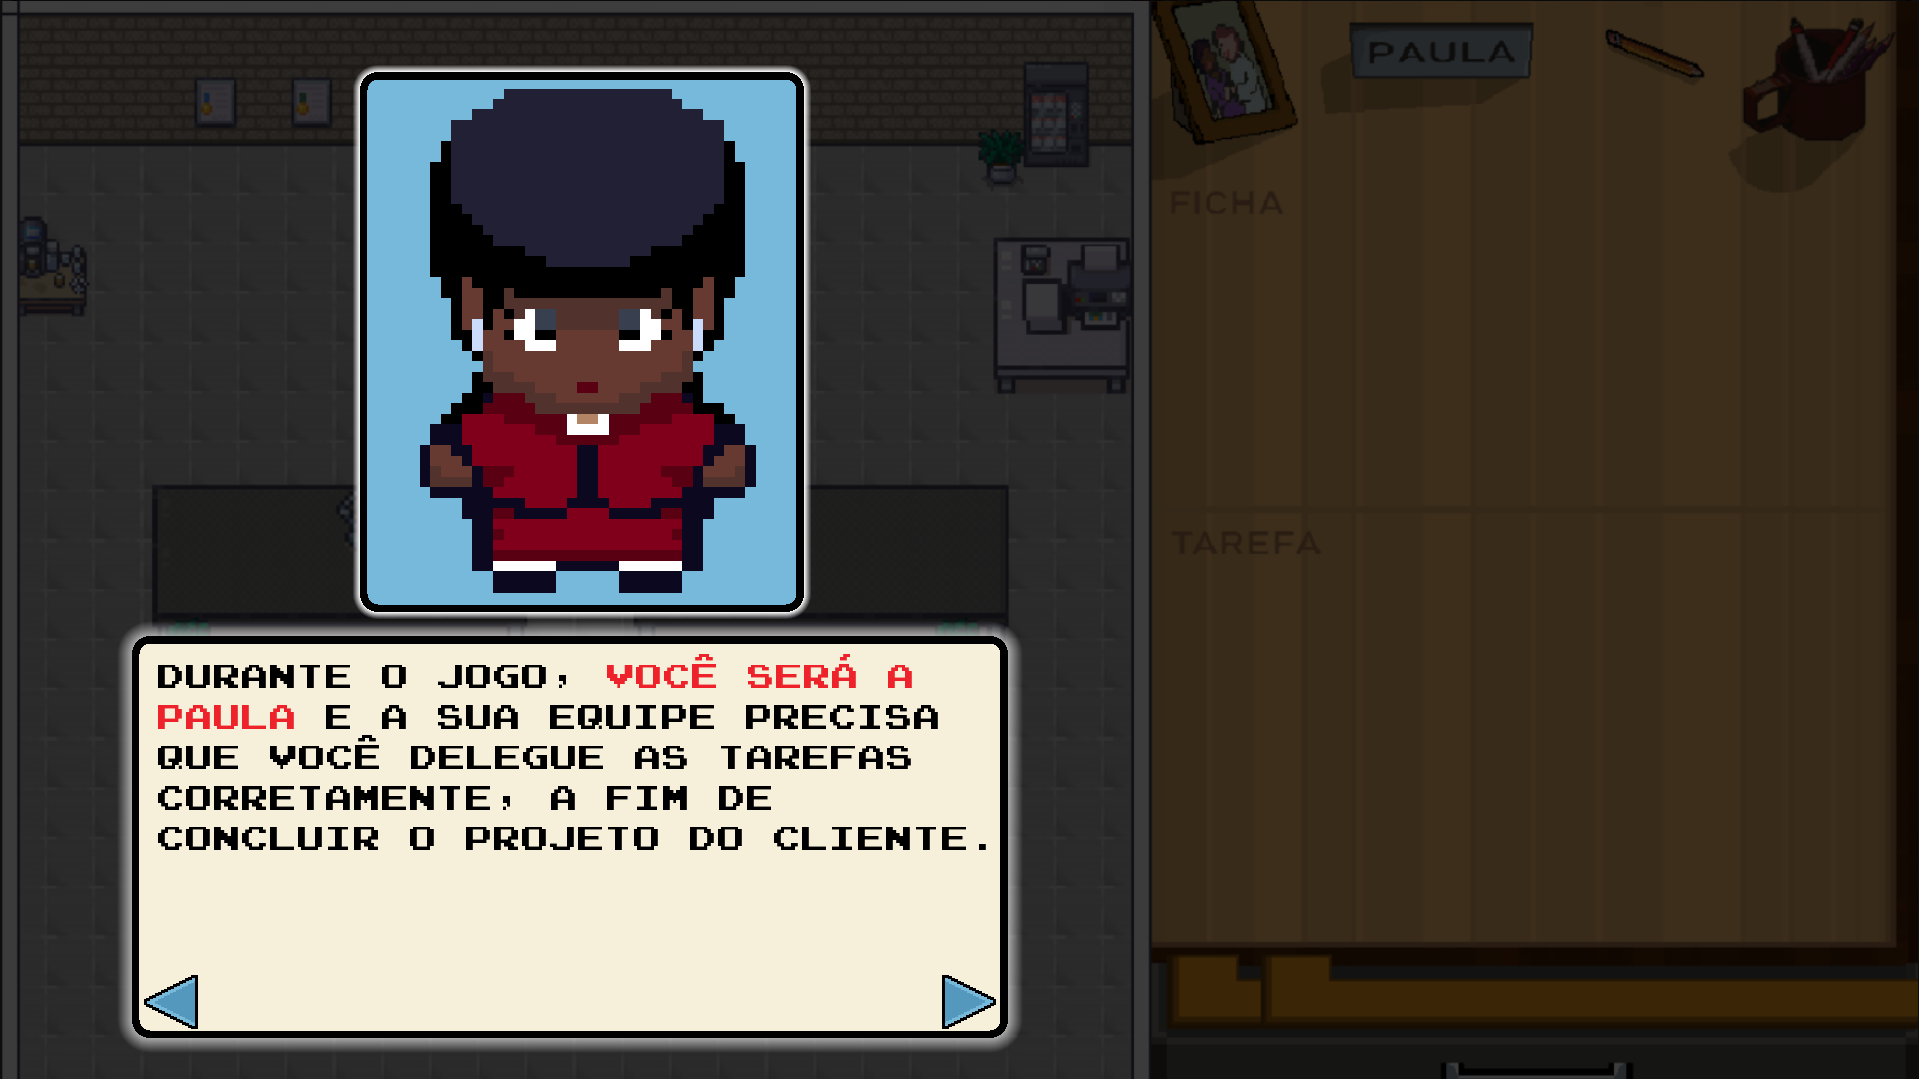 PAULA
FICHA
TAREFA
DURANTE O JOGO, VOCÊ SERÁ A
PAULA E A SUA EQUIPE PRECISA
QUE VOCÊ DELEGUE AS TAREFAS
CORRETAMENTE, A FIM DE
CONCLUIR O PROJETO DO CLIENTE.